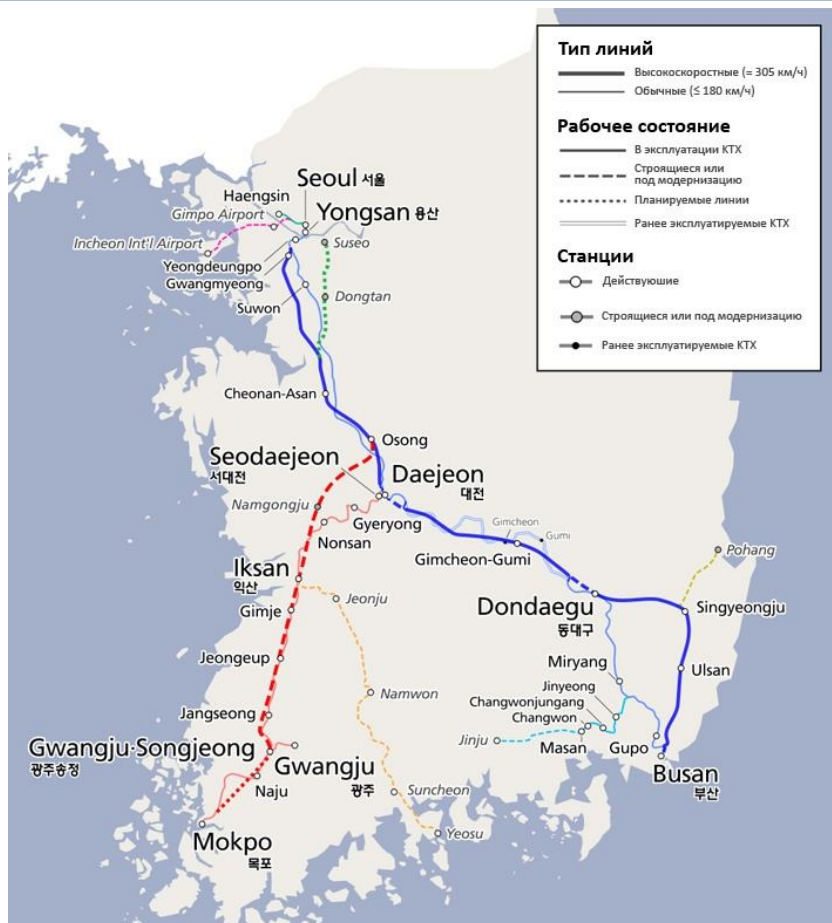 Тип линий
Высокоскоростные (= 305 км/ч)
Обычные (≤ 180 км/ч)
Рабочее состояние
В эксплуатации KTX
Строящиеся или
под модернизацию
Планируемые линии
Ранее эксплуатируемые KTX
Станции
Действуюшие
Строящиеся или под модернизацию
Ранее эксплуатируемые KTX
Seoul 서울
Haengsin
Gimpo Airport
Yongsan 용산
Incheon Int'l Airport
Suseo
Yeongdeungpo
Gwangmyeong
Suwon
Dongtan
Cheonan-Asan
Osong
Seodaejeon
서대전
Daejeon
대전
Namgongju
Gyeryong
Nonsan
Gimcheon
Gumi
Gimcheon-Gumi
Pohang
Iksan
익산
Jeonju
Gimje
Dondaegu
동대구
Singyeongju
Jeongeup
Miryang
Ulsan
Jinyeong
Namwon
Changwonjungang
Changwon
Jangseong
Jinju
Masan
Gupo
Gwangju·Songjeong
광주송정
Gwangju
광주
Busan
부산
Naju
Suncheon
Mokpo
목포
Yeosu